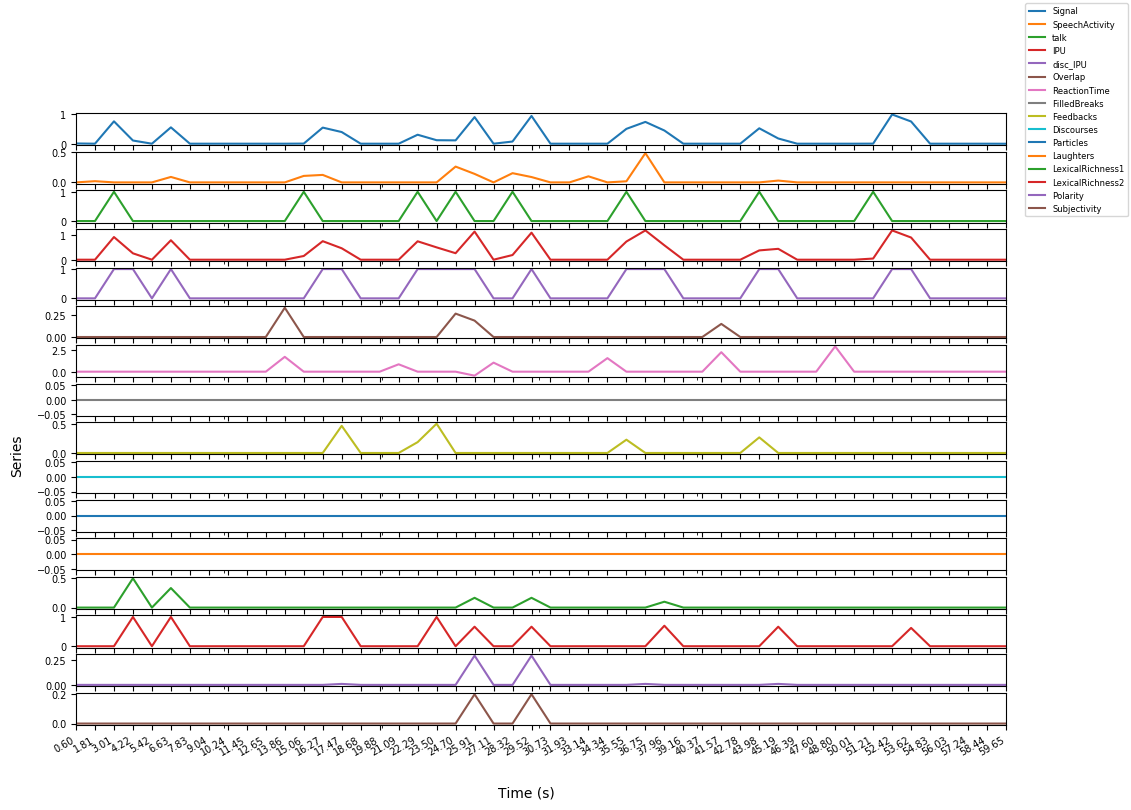 Signal
SpeechActivity
talk
IPU
disc_IPU
Overlap
ReactionTime
FilledBreaks
Feedbacks
Discourses
Particles
Laughters
LexicalRichness1
LexicalRichness2
Polarity
Subjectivity
1
0
0.5
0.0
1
0
1
0
1
0
0.25
0.00
2.5
0.0
0.05
0.00
−0.05
0.5
0.0
0.05
0.00
−0.05
0.05
0.00
−0.05
0.05
0.00
−0.05
0.5
0.0
1
0
0.25
0.00
0.2
0.0
Series
0.60 1.81 3.01 4.22 5.42 6.63 7.83 9.04 10.24 11.45 12.65 13.86 15.06 16.27 17.47 18.68 19.88 21.09 22.29 23.50 24.70 25.91 27.11 28.32 29.52 30.73 31.93 33.14 34.34 35.55 36.75 37.96 39.16 40.37 41.57 42.78 43.98 45.19 46.39 47.60 48.80 50.01 51.21 52.42 53.62 54.83 56.03 57.24 58.44 59.65
Time (s)